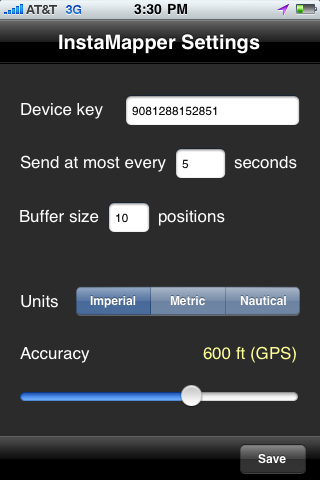 AT&T 3G 3:30 PM
InstaMapper Settings
Device key 9081288152851
Send at most every 5 seconds
Buffer size 10 positions
Units Imperial Metric Nautical
Accuracy 600 ft (GPS)
Save